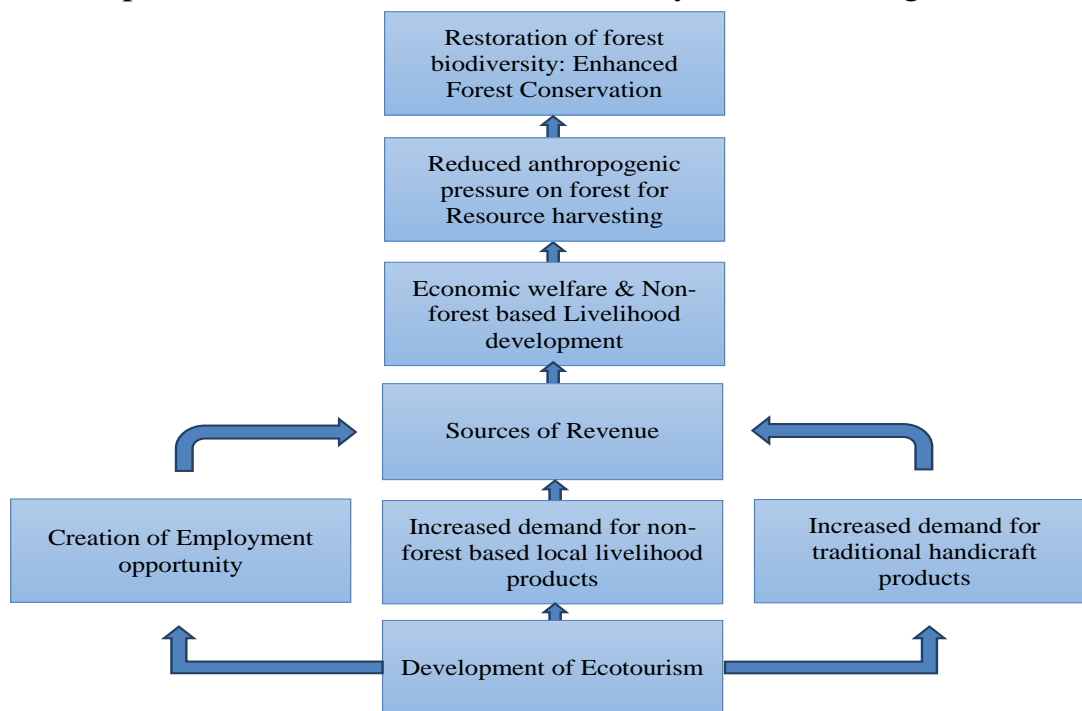 Restoration of forest
biodiversity: Enhanced
Forest Conservation
Reduced anthropogenic
pressure on forest for
Resource harvesting
Economic welfare & Non-
forest based Livelihood
development
Sources of Revenue
Creation of Employment
opportunity
Increased demand for non-
forest based local livelihood
products
Increased demand for
traditional handicraft
products
Development of Ecotourism